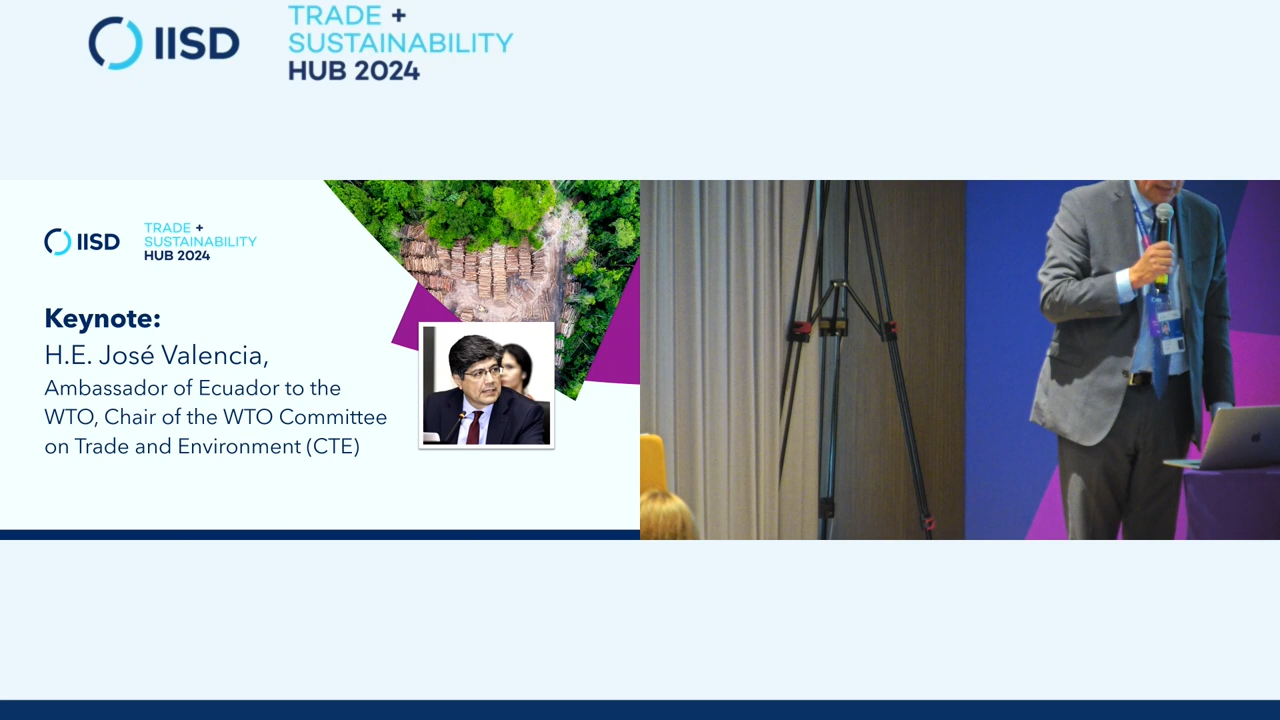 IISD
TRADE +
SUSTAINABILITY
HUB 2024
IISD
TRADE +
SUSTAINABILITY
HUB 2024
Keynote:
H.E. José Valencia,
Ambassador of Ecuador to the
WTO, Chair of the WTO Committee
on Trade and Environment (CTE)